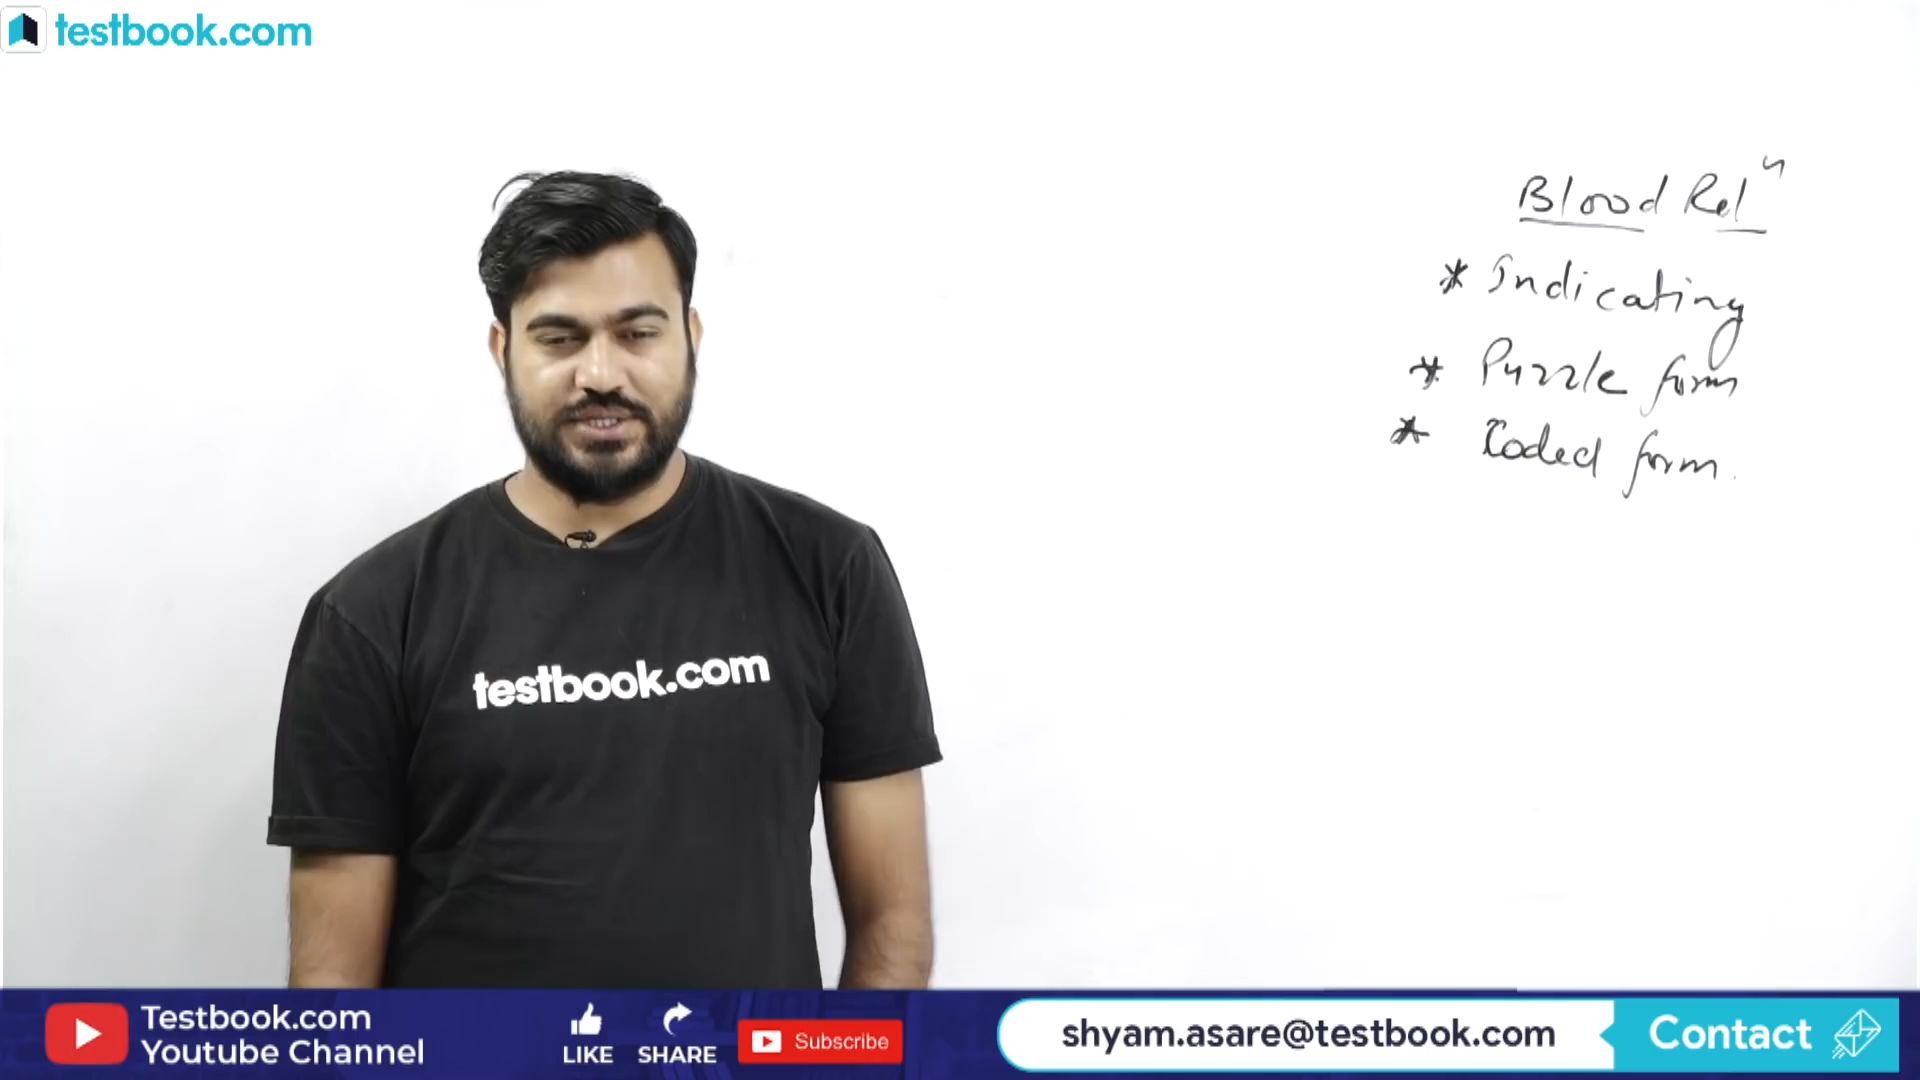 testbook.com
Blood Relⁿ
* Indicating
* Puzzle form
* Coded form.
testbook.com
Testbook.com
Youtube Channel
LIKE
SHARE
Subscribe
shyam.asare@testbook.com
Contact